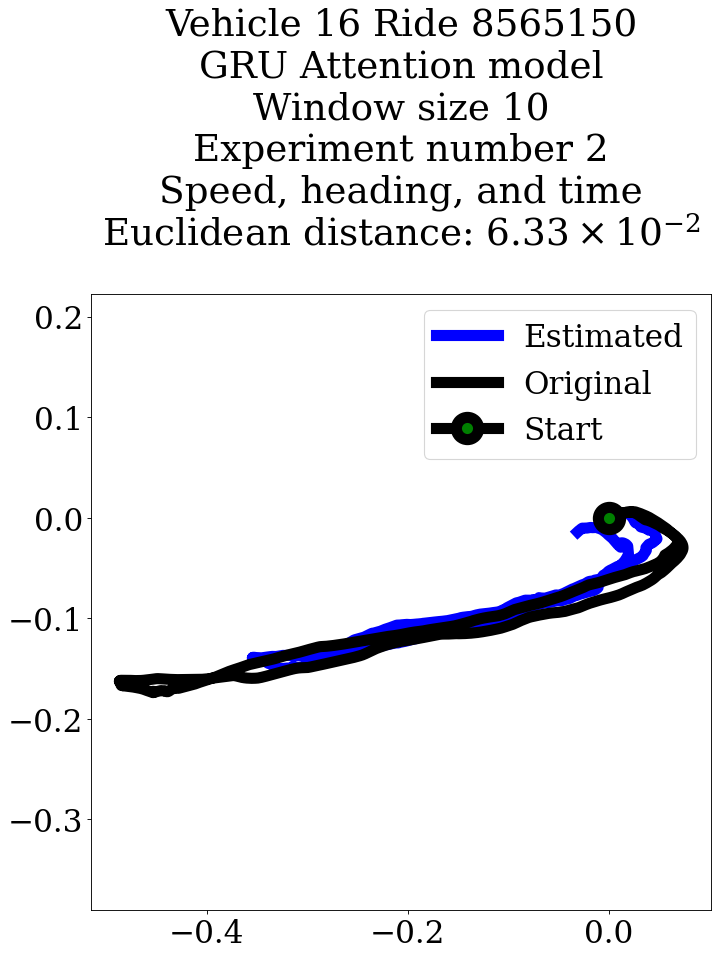 Vehicle 16 Ride 8565150
GRU Attention model
Window size 10
Experiment number 2
Speed, heading, and time
Euclidean distance: 6.33 × 10⁻²
Estimated
Original
Start
0.2
0.1
0.0
−0.1
−0.2
−0.3
−0.4
−0.2
0.0